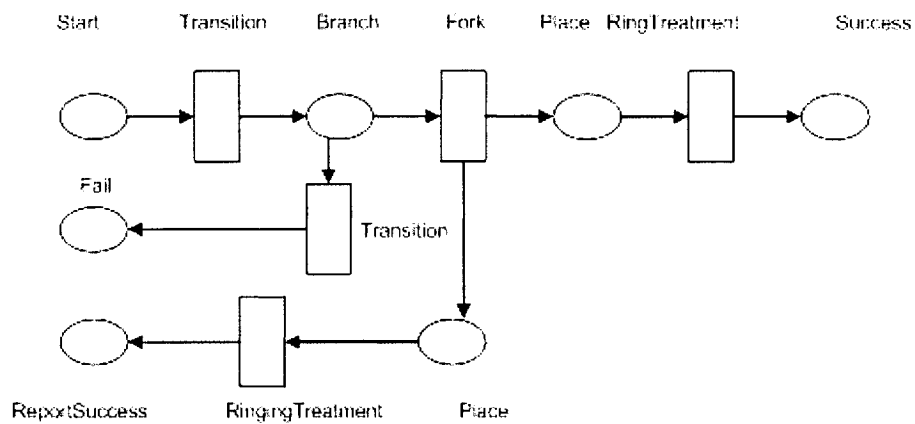 Start Transition Branch Fork Place RingTreatment Success
Fail
Transition
ReportSuccess RingingTreatment Place